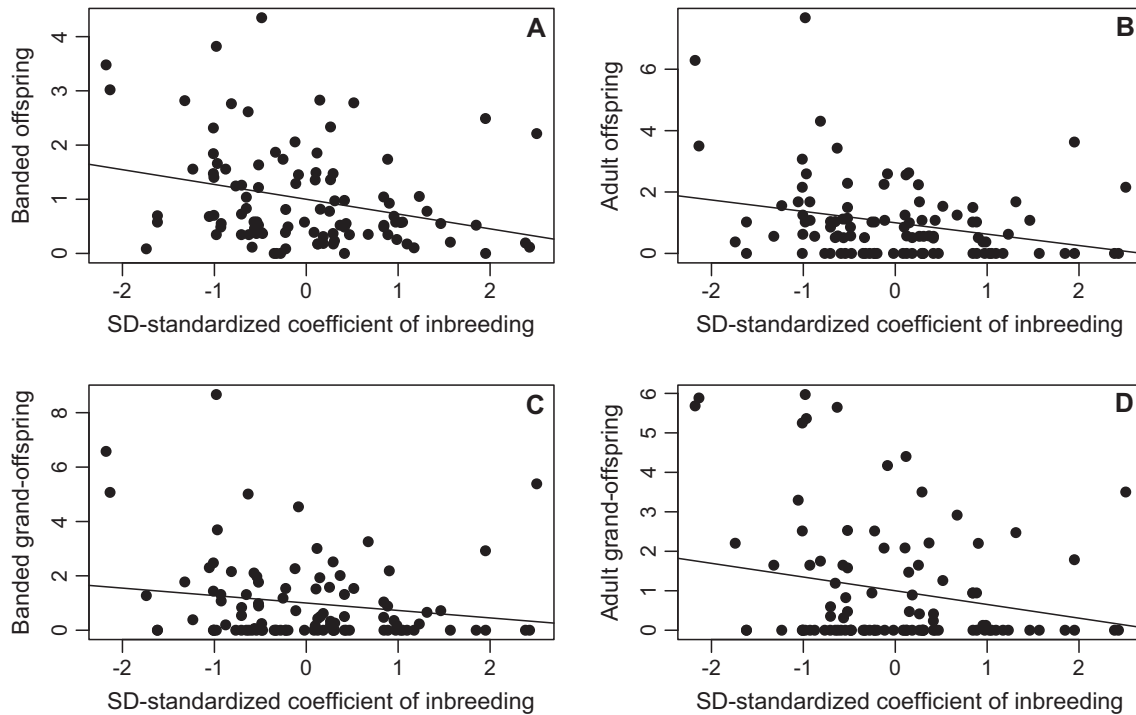 A
Banded offspring
4
3
2
1
0
-2 -1 0 1 2
SD-standardized coefficient of inbreeding
B
Adult offspring
6
4
2
0
-2 -1 0 1 2
SD-standardized coefficient of inbreeding
C
Banded grand-offspring
8
6
4
2
0
-2 -1 0 1 2
SD-standardized coefficient of inbreeding
D
Adult grand-offspring
6
5
4
3
2
1
0
-2 -1 0 1 2
SD-standardized coefficient of inbreeding